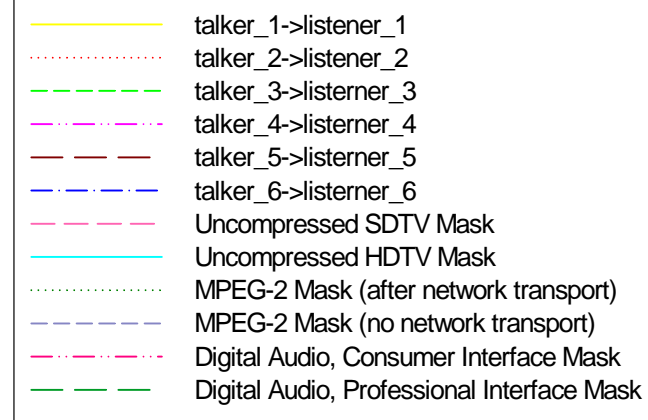 talker_1->listener_1
talker_2->listener_2
talker_3->listerner_3
talker_4->listerner_4
talker_5->listerner_5
talker_6->listerner_6
Uncompressed SDTV Mask
Uncompressed HDTV Mask
MPEG-2 Mask (after network transport)
MPEG-2 Mask (no network transport)
Digital Audio, Consumer Interface Mask
Digital Audio, Professional Interface Mask